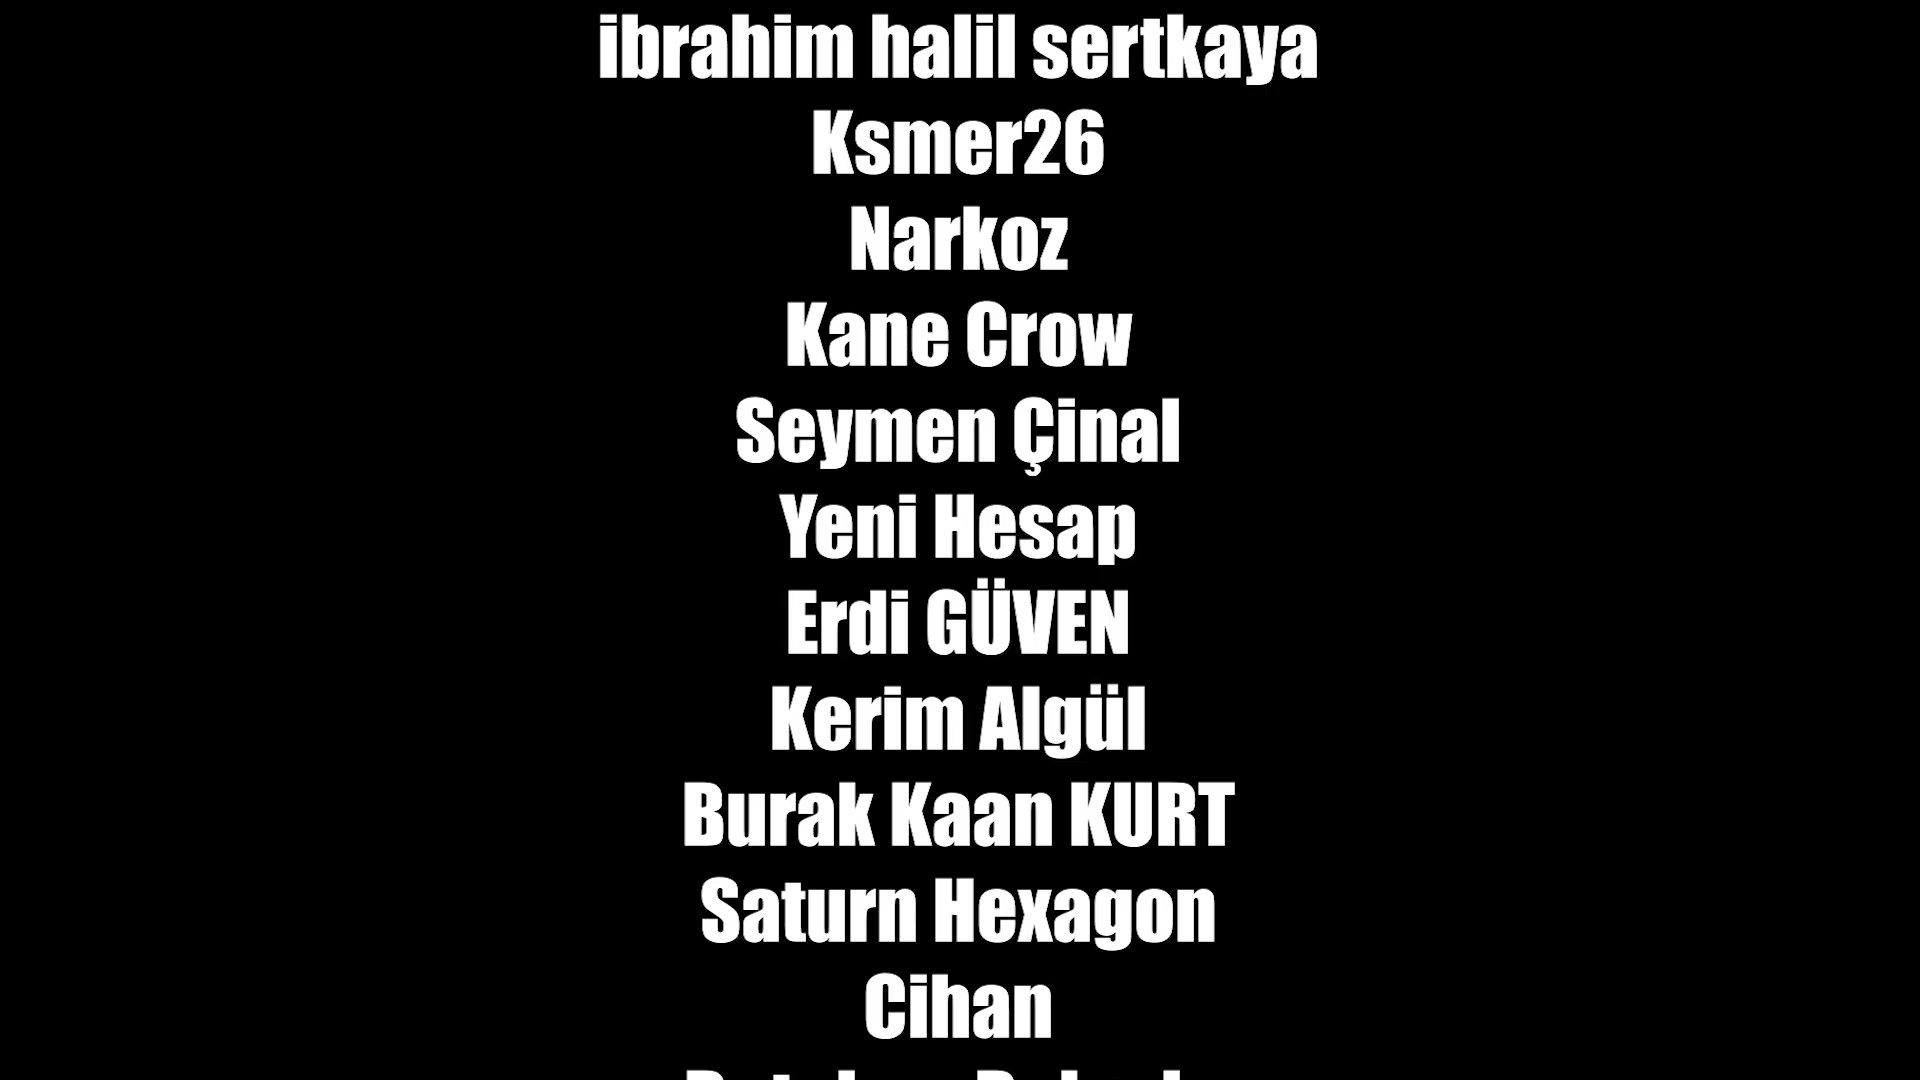 ibrahim halil sertkaya
Ksmer26
Narkoz
Kane Crow
Seymen Çinal
Yeni Hesap
Erdi GÜVEN
Kerim Algül
Burak Kaan KURT
Saturn Hexagon
Cihan